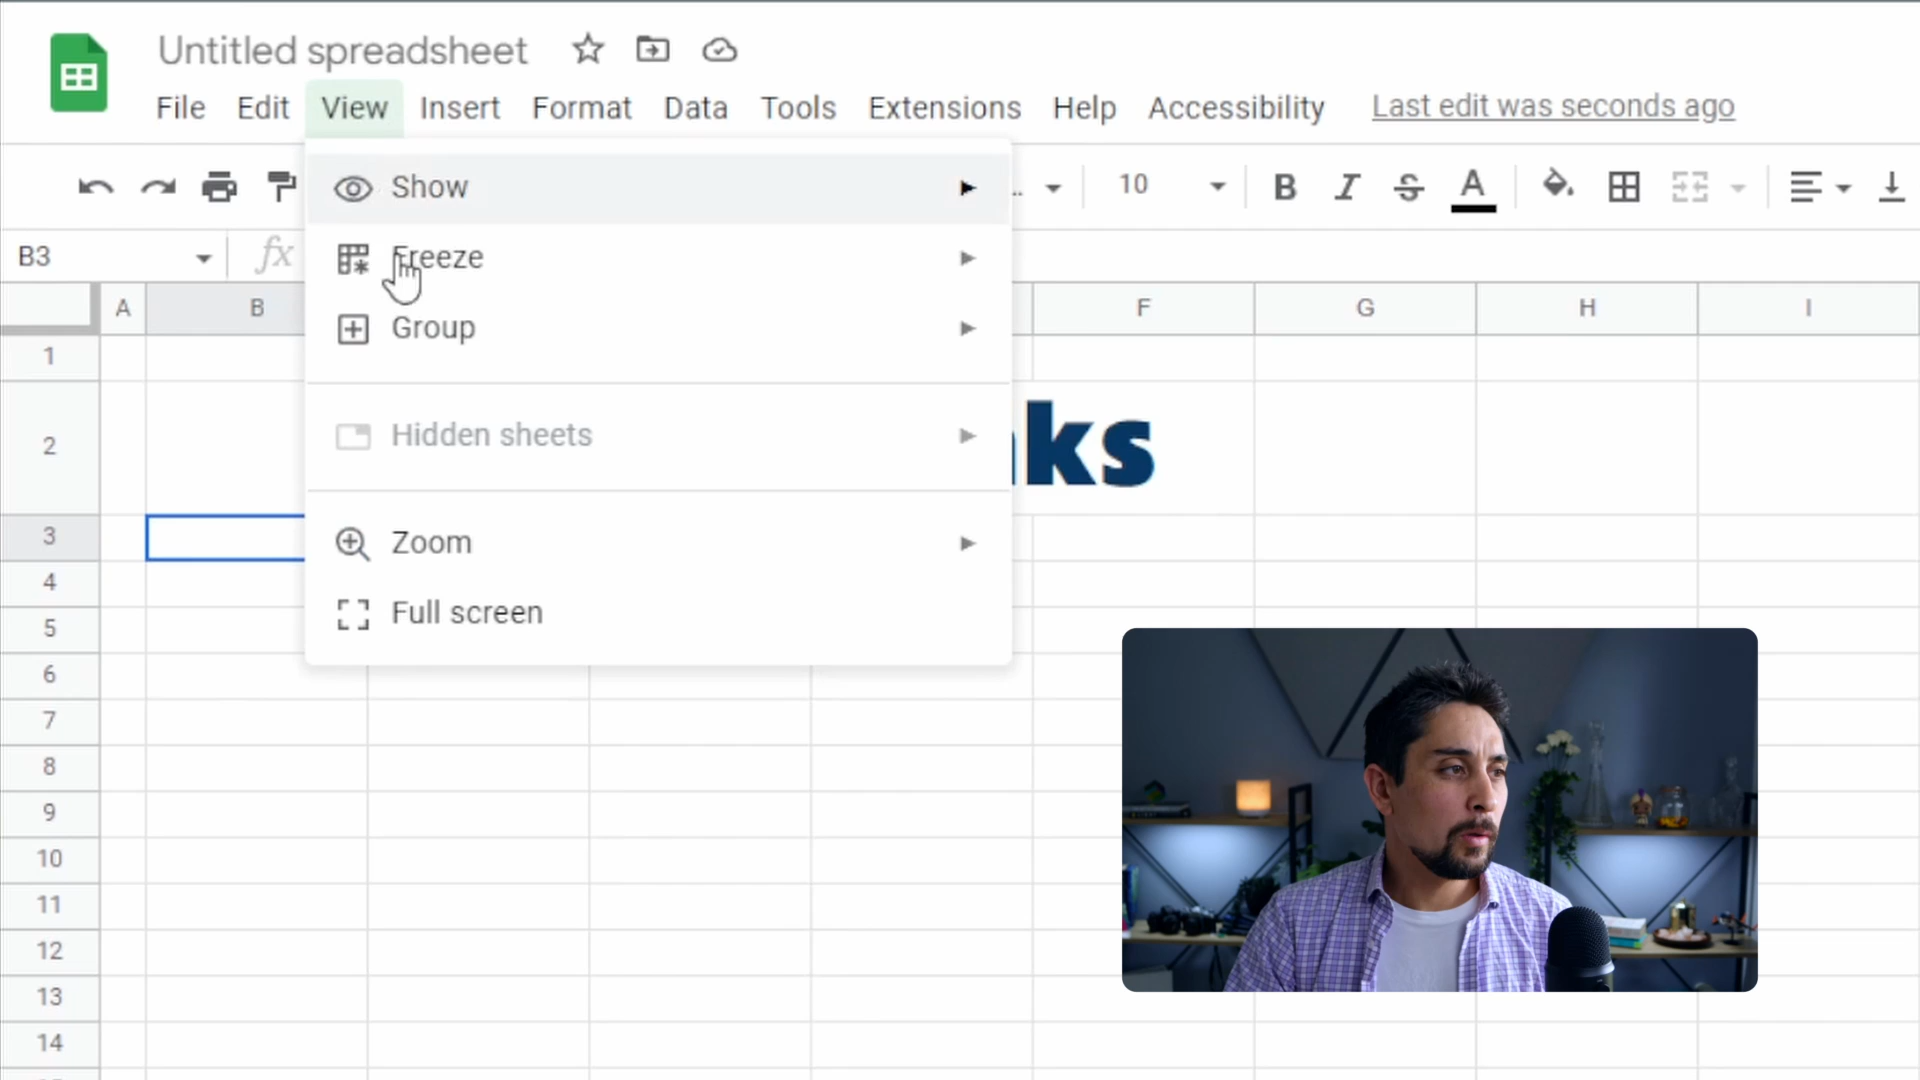 Untitled spreadsheet
File Edit View Insert Format Data Tools Extensions Help Accessibility Last edit was seconds ago
Show
10 B I S A
B3 fx
Freeze
Group
A B F G H I
1
2
Hidden sheets
ks
3
Zoom
4
Full screen
5
6
7
8
9
10
11
12
13
14